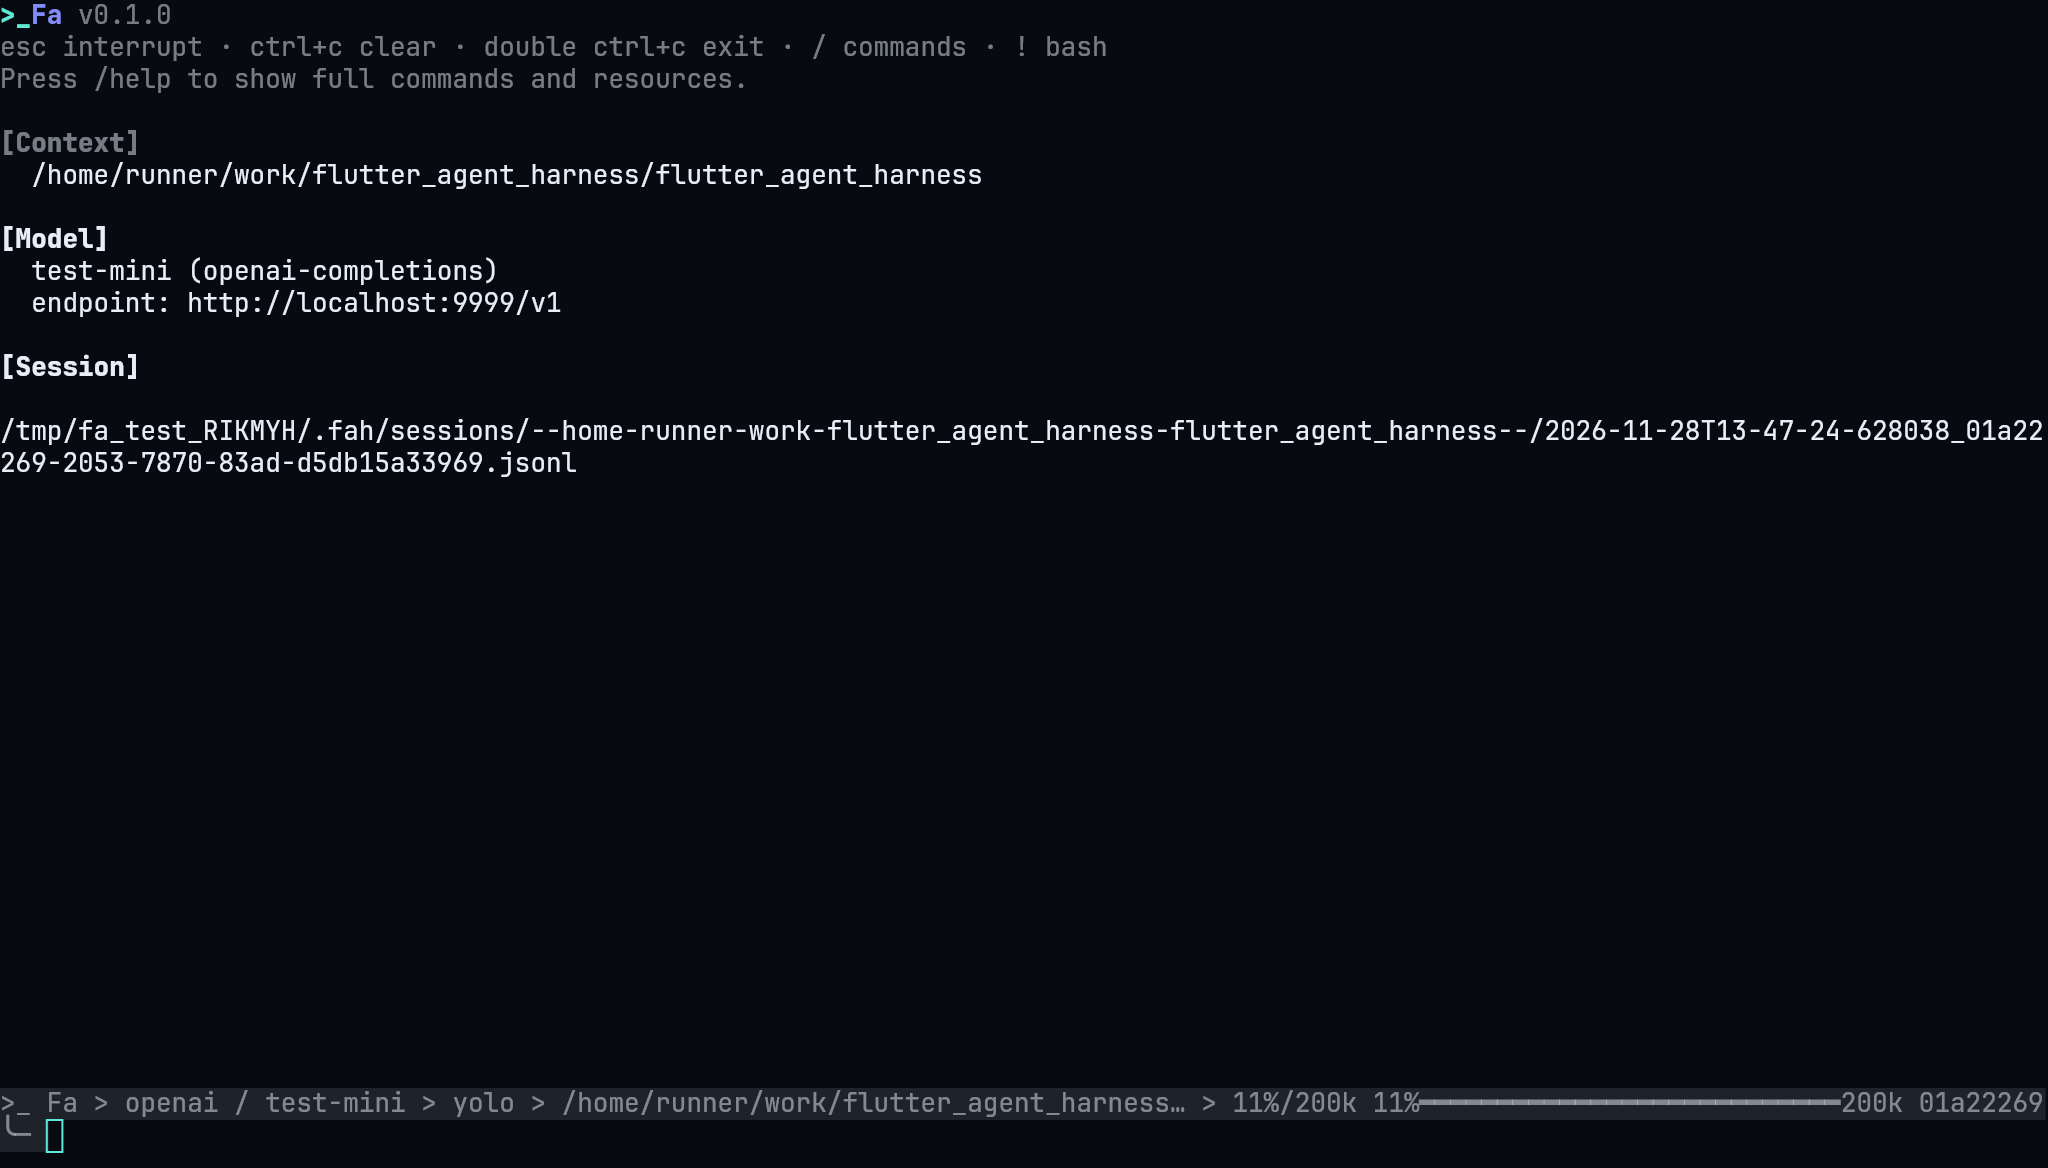 >_Fa v0.1.0
esc interrupt · ctrl+c clear · double ctrl+c exit · / commands · ! bash
Press /help to show full commands and resources.
[Context]
/home/runner/work/flutter_agent_harness/flutter_agent_harness
[Model]
test-mini (openai-completions)
endpoint: http://localhost:9999/v1
[Session]
/tmp/fa_test_RIKMYH/.fah/sessions/--home-runner-work-flutter_agent_harness-flutter_agent_harness--/2026-11-28T13-47-24-628038_01a22
269-2053-7870-83ad-d5db15a33969.jsonl
>_ Fa > openai / test-mini > yolo > /home/runner/work/flutter_agent_harness… > 11%/200k 11%━━━━━━━━━━━━━━━━━━━━━━━━━━━200k 01a22269